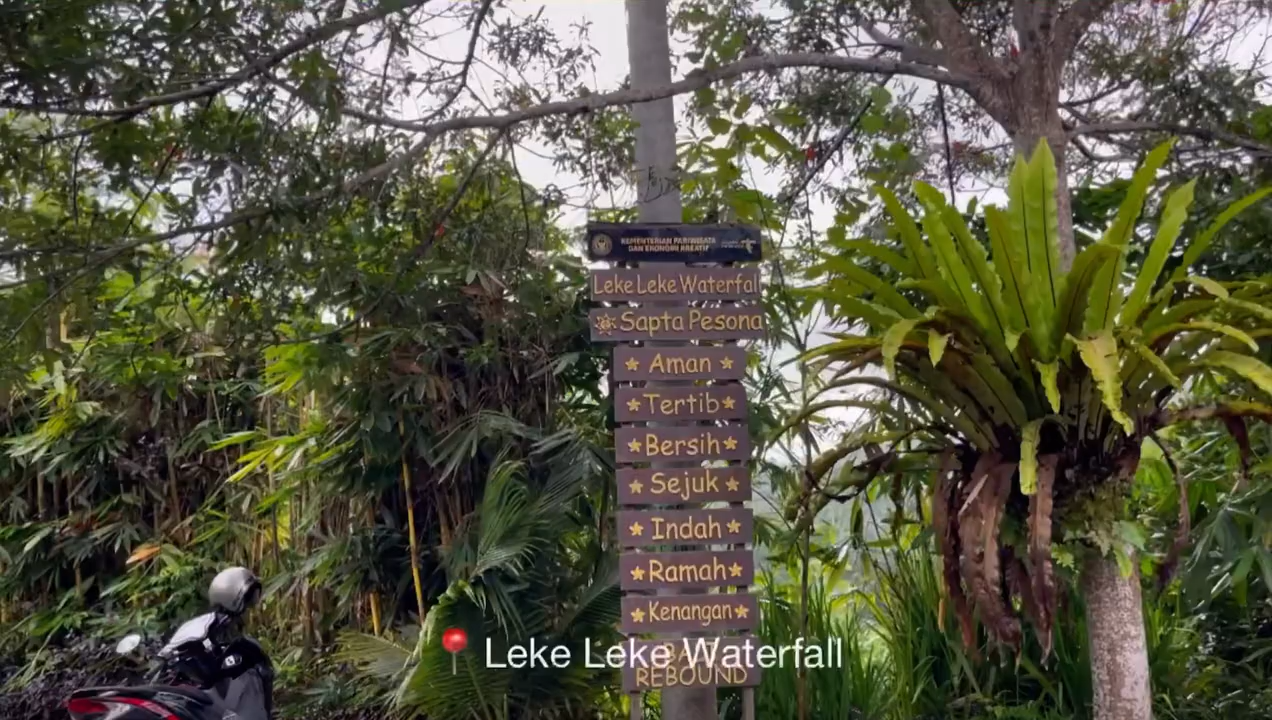 KEMENTERIAN PARIWISATA
DAN EKONOMI KREATIF
Leke Leke Waterfall
Sapta Pesona
Aman
Tertib
Bersih
Sejuk
Indah
Ramah
Kenangan
Leke Leke Waterfall
REBOUND